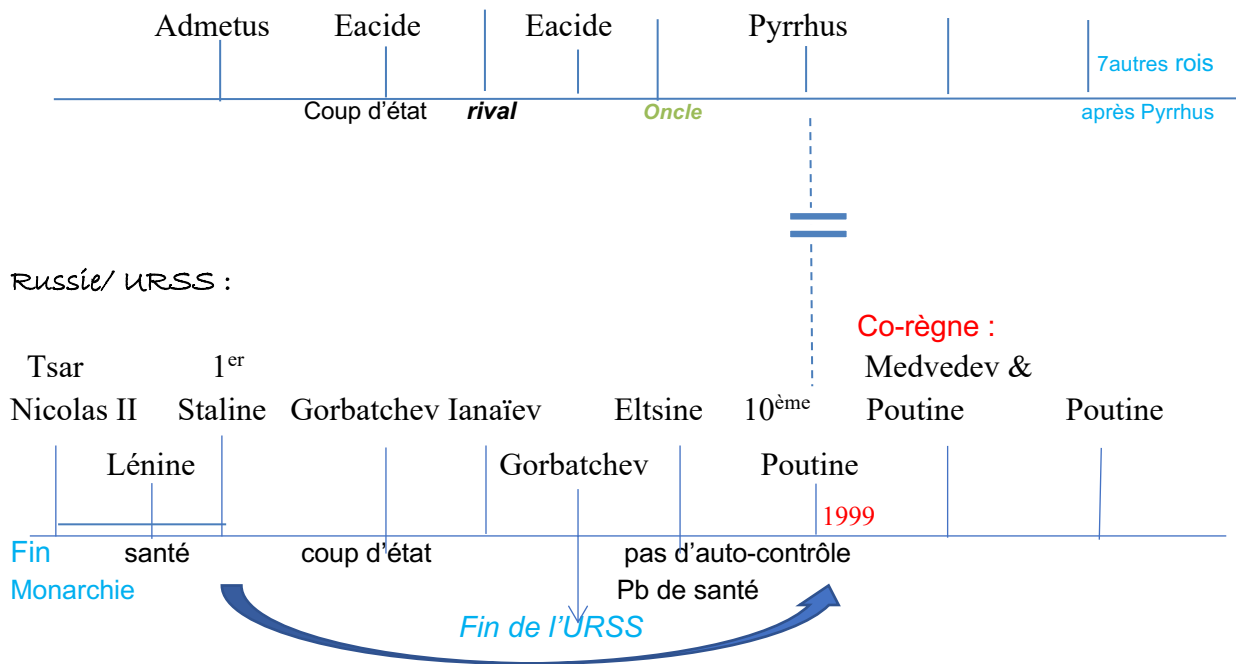 Admetus Eacide Eacide Pyrrhus
7autres rois
Coup d'état rival Oncle après Pyrrhus
Russie/ URSS :
Co-règne :
Tsar 1er Medvedev &
Nicolas II Staline Gorbatchev Ianaïev Eltsine 10ème Poutine Poutine
Lénine Gorbatchev Poutine
1999
Fin santé coup d'état pas d'auto-contrôle
Monarchie Pb de santé
Fin de l'URSS